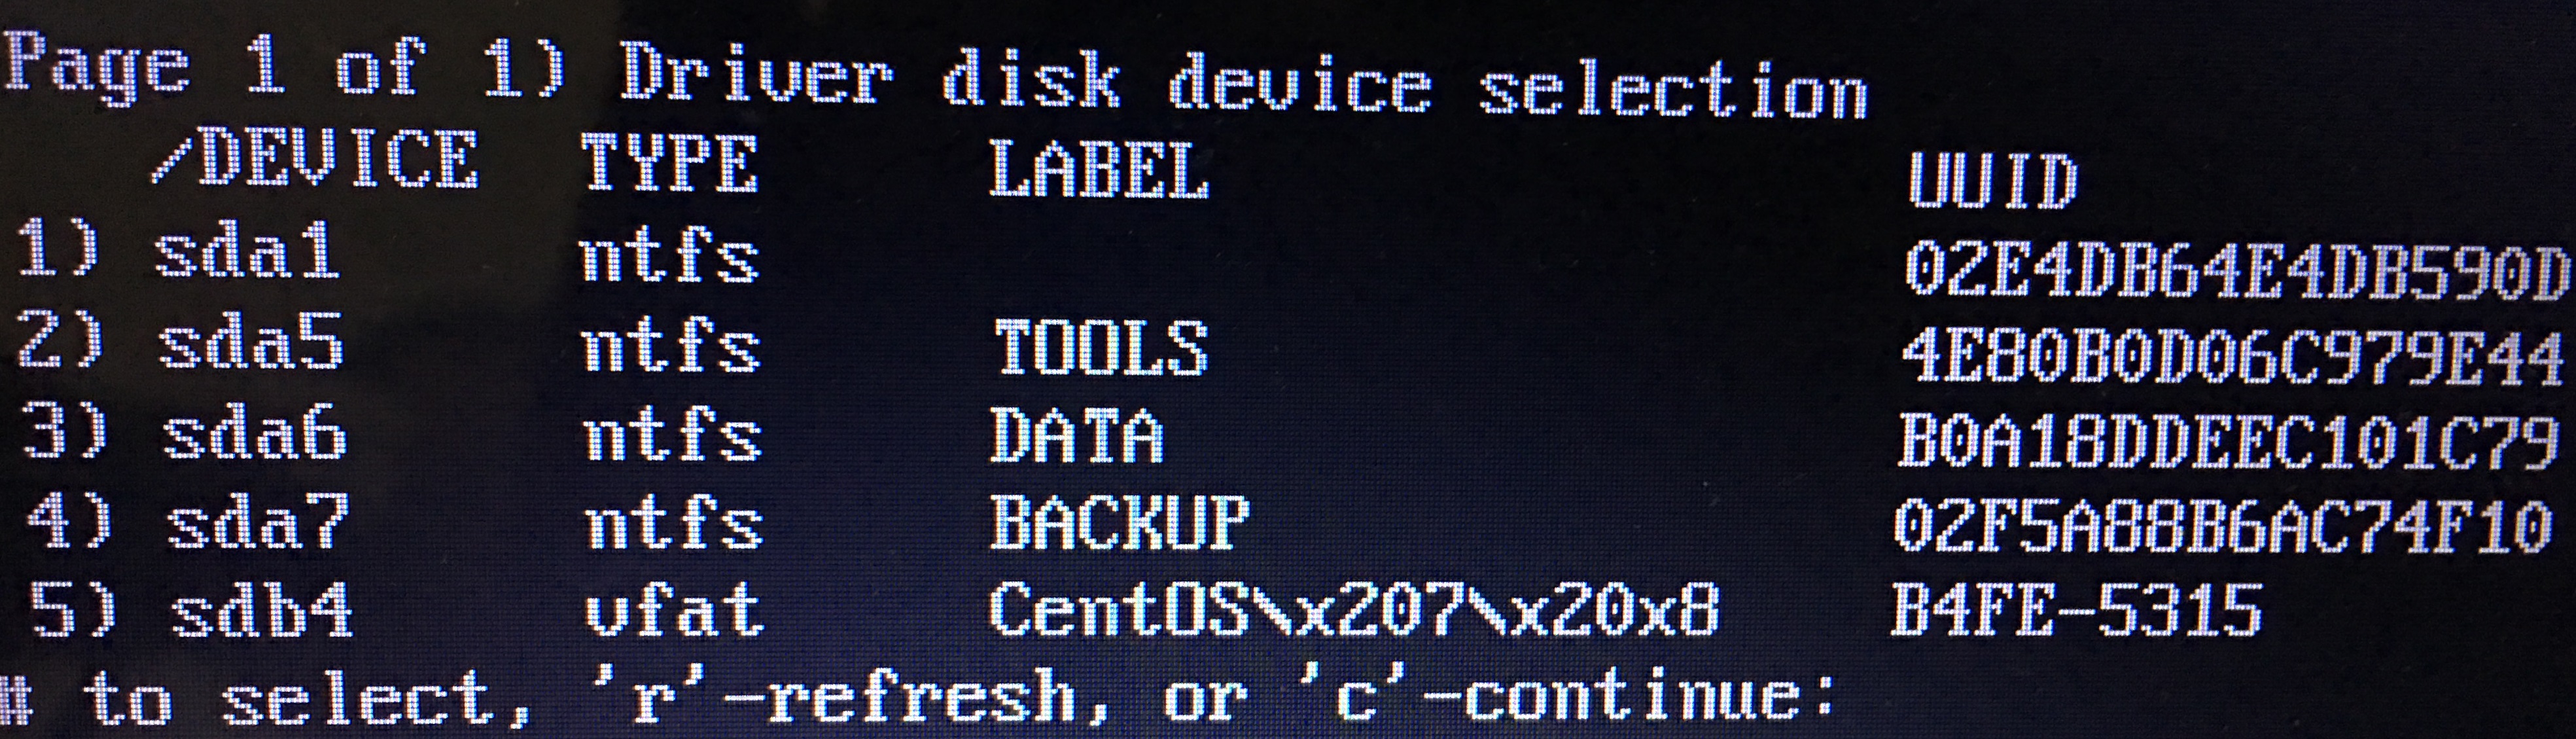 Page 1 of 1) Driver disk device selection
/DEVICE TYPE LABEL UUID
1) sda1 ntfs 02E4DB64E4DB590D
2) sda5 ntfs TOOLS 4E80B0D06C979E44
3) sda6 ntfs DATA B0A18DDEEC101C79
4) sda7 ntfs BACKUP 02F5A88B6AC74F10
5) sdb4 vfat CentOS\x207\x20x8 B4FE-5315
# to select, 'r'-refresh, or 'c'-continue: